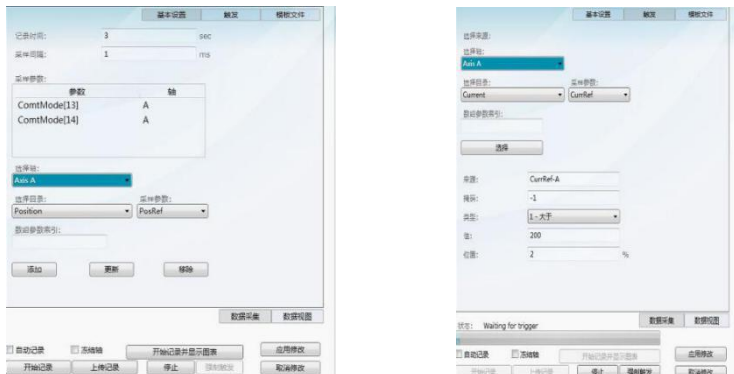 基本设置 触发 模板文件
记录时间: 3 sec
采样间隔: 1 ms
采样参数:
参数 轴
ComtMode[13] A
ComtMode[14] A
选择轴:
Axis A
选择目录: 采样参数:
Position PosRef
数组参数索引:
添加 更新 移除
数据采集 数据视图
自动记录 冻结轴 开始记录并显示图表 应用修改
开始记录 上传记录 停止 强制触发 取消修改
基本设置 触发 模板文件
选择来源:
选择轴:
Axis A
选择目录: 采样参数:
Current CurrRef
数组参数索引:
选择
来源: CurrRef-A
掩码: -1
类型: 1 - 大于
值: 200
位置: 2 %
数据采集 数据视图
状态: Waiting for trigger
自动记录 冻结轴 开始记录并显示图表 应用修改
开始记录 上传记录 停止 强制触发 取消修改